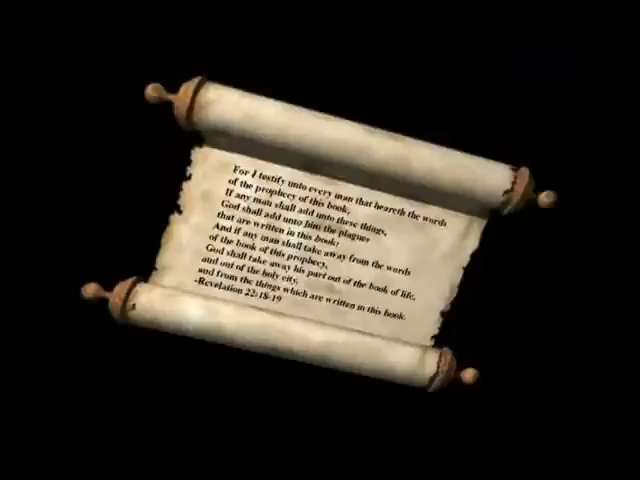 For I testify unto every man that heareth the words
of the prophecy of this book,
If any man shall add unto these things,
God shall add unto him the plagues
that are written in this book:
And if any man shall take away from the words
of the book of this prophecy,
God shall take away his part out of the book of life,
and out of the holy city,
and from the things which are written in this book.
-Revelation 22:18-19